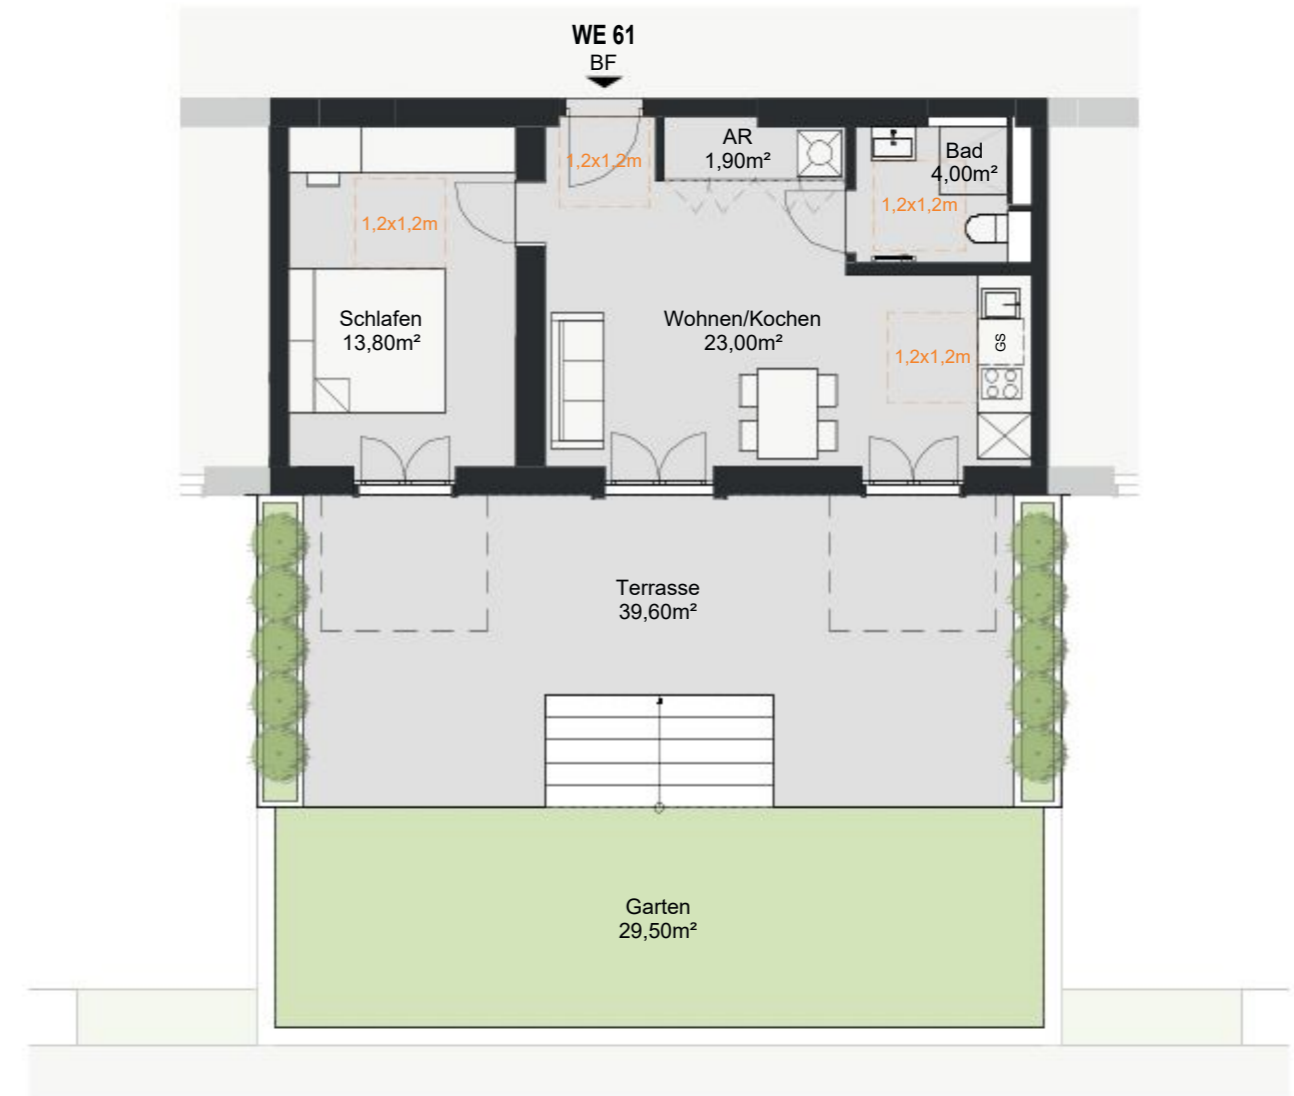 WE 61
BF
AR
1,90m²
1,2x1,2m
Bad
4,00m²
1,2x1,2m
1,2x1,2m
Schlafen
13,80m²
Wohnen/Kochen
23,00m²
GS
1,2x1,2m
Terrasse
39,60m²
Garten
29,50m²